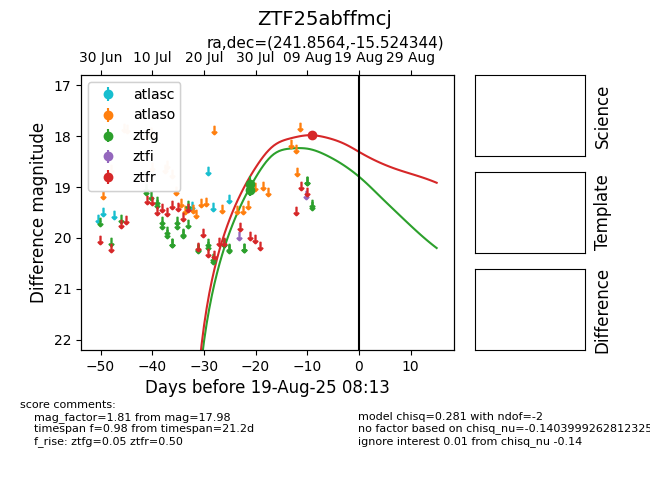 ZTF25abffmcj
ra,dec=(241.8564,-15.524344)
30 Jun 10 Jul 20 Jul 30 Jul 09 Aug 19 Aug 29 Aug
17
18
19
20
21
22
Difference magnitude
atlasc
atlaso
ztfg
ztfi
ztfr
−50 −40 −30 −20 −10 0 10
Days before 19-Aug-25 08:13
Science
Template
Difference
score comments:
mag_factor=1.81 from mag=17.98
timespan f=0.98 from timespan=21.2d
f_rise: ztfg=0.05 ztfr=0.50
model chisq=0.281 with ndof=-2
no factor based on chisq_nu=-0.1403999262812325
ignore interest 0.01 from chisq_nu -0.14